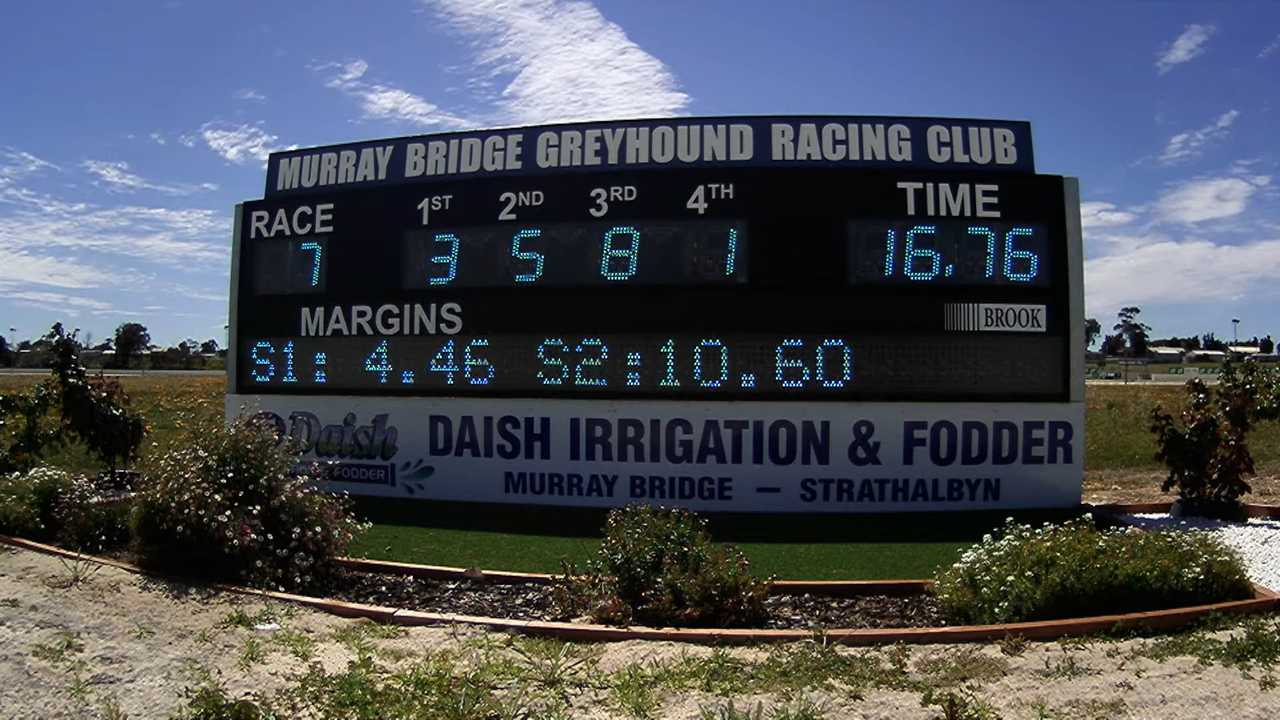 MURRAY BRIDGE GREYHOUND RACING CLUB
RACE 1ST 2ND 3RD 4TH TIME
7 3 5 8 1 16.76
MARGINS BROOK
S1: 4.46 S2:10.60
Daish DAISH IRRIGATION & FODDER
FODDER MURRAY BRIDGE — STRATHALBYN